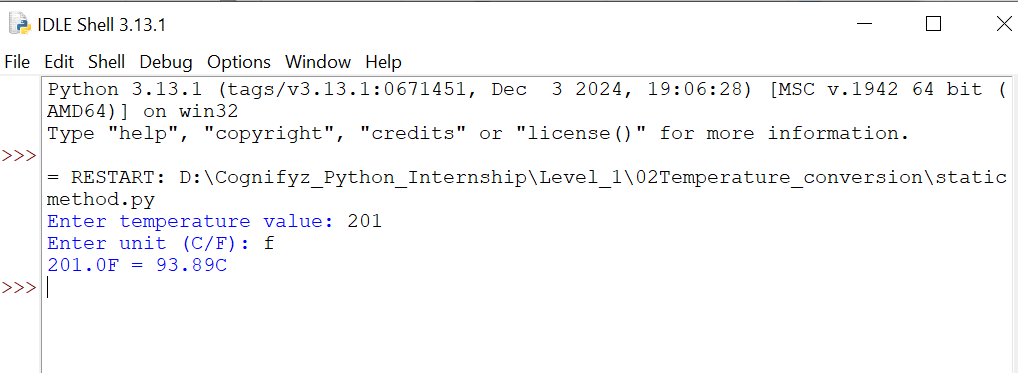 IDLE Shell 3.13.1
File Edit Shell Debug Options Window Help
Python 3.13.1 (tags/v3.13.1:0671451, Dec  3 2024, 19:06:28) [MSC v.1942 64 bit (
AMD64)] on win32
Type "help", "copyright", "credits" or "license()" for more information.
>>>
= RESTART: D:\Cognifyz_Python_Internship\Level_1\02Temperature_conversion\static
method.py
Enter temperature value: 201
Enter unit (C/F): f
201.0F = 93.89C
>>>